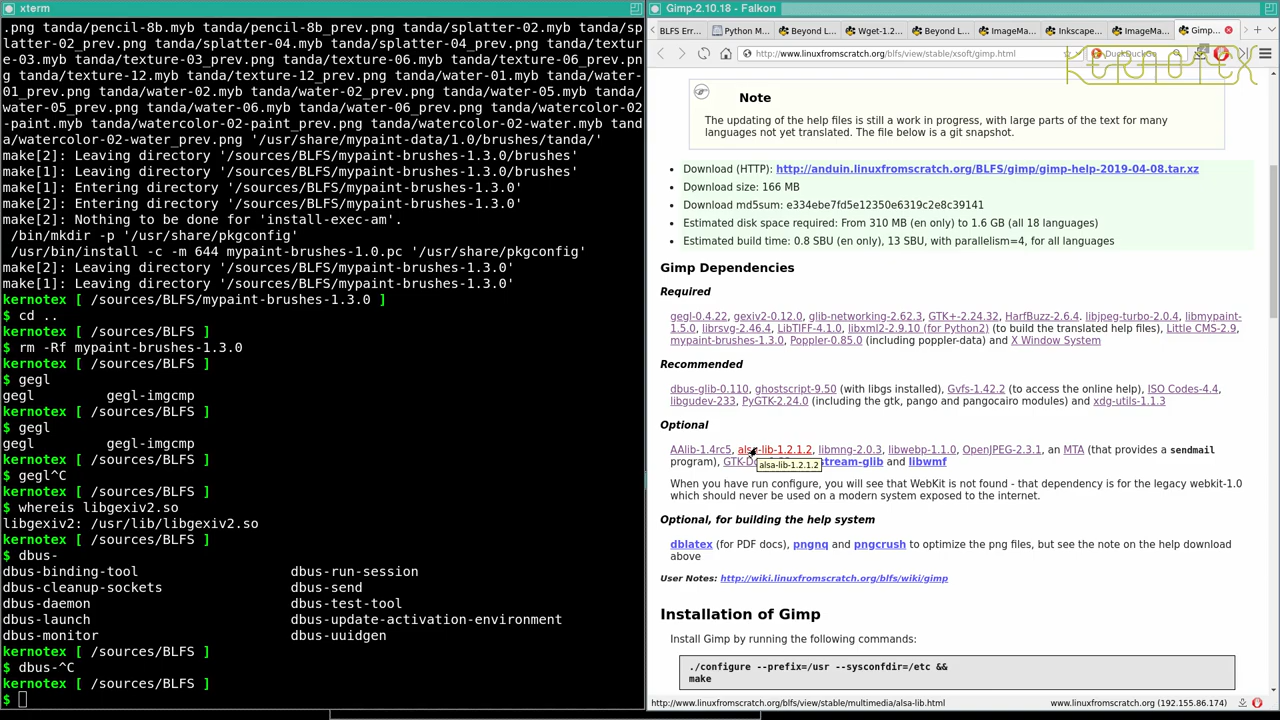 xterm
.png tanda/pencil-8b.myb tanda/pencil-8b_prev.png tanda/splatter-02.myb tanda/sp
latter-02_prev.png tanda/splatter-04.myb tanda/splatter-04_prev.png tanda/textur
e-03.myb tanda/texture-03_prev.png tanda/texture-06.myb tanda/texture-06_prev.pn
g tanda/texture-12.myb tanda/texture-12_prev.png tanda/water-01.myb tanda/water-
01_prev.png tanda/water-02.myb tanda/water-02_prev.png tanda/water-05.myb tanda/
water-05_prev.png tanda/water-06.myb tanda/water-06_prev.png tanda/watercolor-02
-paint.myb tanda/watercolor-02-paint_prev.png tanda/watercolor-02-water.myb tand
a/watercolor-02-water_prev.png '/usr/share/mypaint-data/1.0/brushes/tanda/'
make[2]: Leaving directory '/sources/BLFS/mypaint-brushes-1.3.0/brushes'
make[1]: Leaving directory '/sources/BLFS/mypaint-brushes-1.3.0/brushes'
make[1]: Entering directory '/sources/BLFS/mypaint-brushes-1.3.0'
make[2]: Entering directory '/sources/BLFS/mypaint-brushes-1.3.0'
make[2]: Nothing to be done for 'install-exec-am'.
/bin/mkdir -p '/usr/share/pkgconfig'
/usr/bin/install -c -m 644 mypaint-brushes-1.0.pc '/usr/share/pkgconfig'
make[2]: Leaving directory '/sources/BLFS/mypaint-brushes-1.3.0'
make[1]: Leaving directory '/sources/BLFS/mypaint-brushes-1.3.0'
kernotex [ /sources/BLFS/mypaint-brushes-1.3.0 ]
$ cd ..
kernotex [ /sources/BLFS ]
$ rm -Rf mypaint-brushes-1.3.0
kernotex [ /sources/BLFS ]
$ gegl
gegl gegl-imgcmp
kernotex [ /sources/BLFS ]
$ gegl
gegl gegl-imgcmp
kernotex [ /sources/BLFS ]
$ gegl^C
kernotex [ /sources/BLFS ]
$ whereis libgexiv2.so
libgexiv2: /usr/lib/libgexiv2.so
kernotex [ /sources/BLFS ]
$ dbus-
dbus-binding-tool dbus-run-session
dbus-cleanup-sockets dbus-send
dbus-daemon dbus-test-tool
dbus-launch dbus-update-activation-environment
dbus-monitor dbus-uuidgen
kernotex [ /sources/BLFS ]
$ dbus-^C
kernotex [ /sources/BLFS ]
$
Gimp-2.10.18 - Falkon
BLFS Err... Python M... Beyond L... Wget-1.2... Beyond L... ImageMa... Inkscape... ImageMa... Gimp-...
http://www.linuxfromscratch.org/blfs/view/stable/xsoft/gimp.html DuckDuckGo
KERNOTEX
Note
The updating of the help files is still a work in progress, with large parts of the text for many
languages not yet translated. The file below is a git snapshot.
• Download (HTTP): http://anduin.linuxfromscratch.org/BLFS/gimp/gimp-help-2019-04-08.tar.xz
• Download size: 166 MB
• Download md5sum: e334ebe7fd5e12350e6319c2e8c39141
• Estimated disk space required: From 310 MB (en only) to 1.6 GB (all 18 languages)
• Estimated build time: 0.8 SBU (en only), 13 SBU, with parallelism=4, for all languages
Gimp Dependencies
Required
gegl-0.4.22, gexiv2-0.12.0, glib-networking-2.62.3, GTK+-2.24.32, HarfBuzz-2.6.4, libjpeg-turbo-2.0.4, libmypaint-
1.5.0, librsvg-2.46.4, LibTIFF-4.1.0, libxml2-2.9.10 (for Python2) (to build the translated help files), Little CMS-2.9,
mypaint-brushes-1.3.0, Poppler-0.85.0 (including poppler-data) and X Window System
Recommended
dbus-glib-0.110, ghostscript-9.50 (with libgs installed), Gvfs-1.42.2 (to access the online help), ISO Codes-4.4,
libgudev-233, PyGTK-2.24.0 (including the gtk, pango and pangocairo modules) and xdg-utils-1.1.3
Optional
AAlib-1.4rc5, alsa-lib-1.2.1.2, libmng-2.0.3, libwebp-1.1.0, OpenJPEG-2.3.1, an MTA (that provides a sendmail
program), GTK-D stream-glib and libwmf
alsa-lib-1.2.1.2
When you have run configure, you will see that WebKit is not found - that dependency is for the legacy webkit-1.0
which should never be used on a modern system exposed to the internet.
Optional, for building the help system
dblatex (for PDF docs), pngnq and pngcrush to optimize the png files, but see the note on the help download
above
User Notes: http://wiki.linuxfromscratch.org/blfs/wiki/gimp
Installation of Gimp
Install Gimp by running the following commands:
./configure --prefix=/usr --sysconfdir=/etc &&
make
http://www.linuxfromscratch.org/blfs/view/stable/multimedia/alsa-lib.html www.linuxfromscratch.org (192.155.86.174)